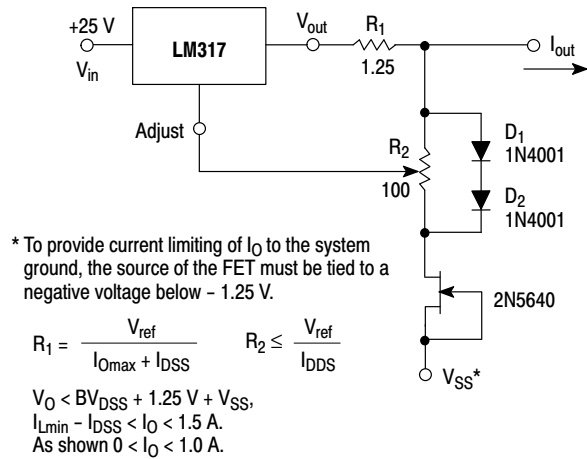 +25 V
V_in
LM317
V_out
R_1
1.25
I_out
Adjust
R_2
100
D_1
1N4001
D_2
1N4001
* To provide current limiting of I_O to the system
ground, the source of the FET must be tied to a
negative voltage below – 1.25 V.
2N5640
R_1 = V_ref / (I_Omax + I_DSS)
R_2 ≤ V_ref / I_DDS
V_SS*
V_O < BV_DSS + 1.25 V + V_SS,
I_Lmin – I_DSS < I_O < 1.5 A.
As shown 0 < I_O < 1.0 A.